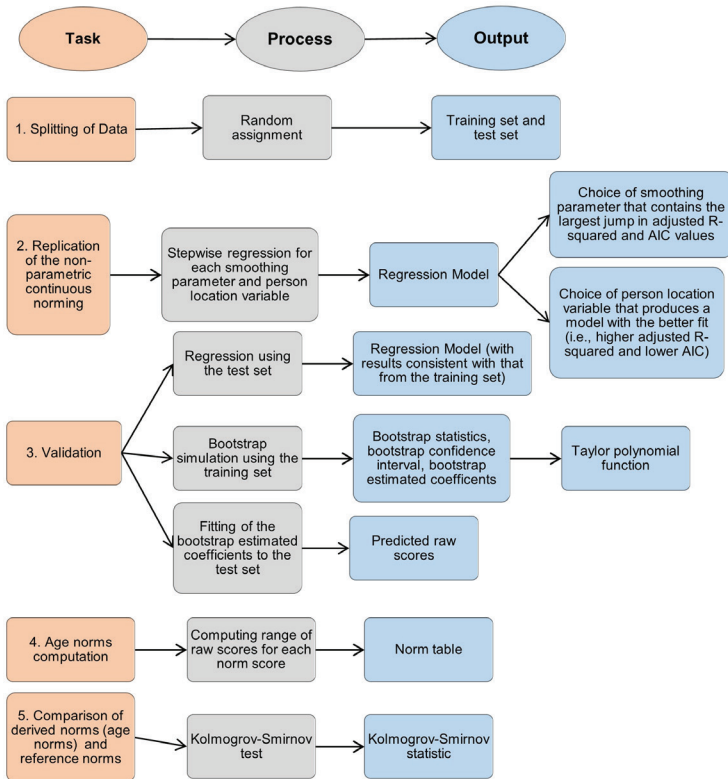 Task
Process
Output
1. Splitting of Data
Random
assignment
Training set and
test set
2. Replication
of the non-
parametric
continuous
norming
Stepwise regression for
each smoothing
parameter and person
location variable
Regression Model
Choice of smoothing
parameter that contains the
largest jump in adjusted R-
squared and AIC values
Choice of person location
variable that produces a
model with the better fit
(i.e., higher adjusted R-
squared and lower AIC)
3. Validation
Regression using
the test set
Regression Model (with
results consistent with that
from the training set)
Bootstrap
simulation using the
training set
Bootstrap statistics,
bootstrap confidence
interval, bootstrap
estimated coefficents
Taylor polynomial
function
Fitting of the
bootstrap estimated
coefficients to the
test set
Predicted raw
scores
4. Age norms
computation
Computing range of
raw scores for each
norm score
Norm table
5. Comparison of
derived norms (age
norms) and
reference norms
Kolmogrov-Smirnov
test
Kolmogrov-Smirnov
statistic